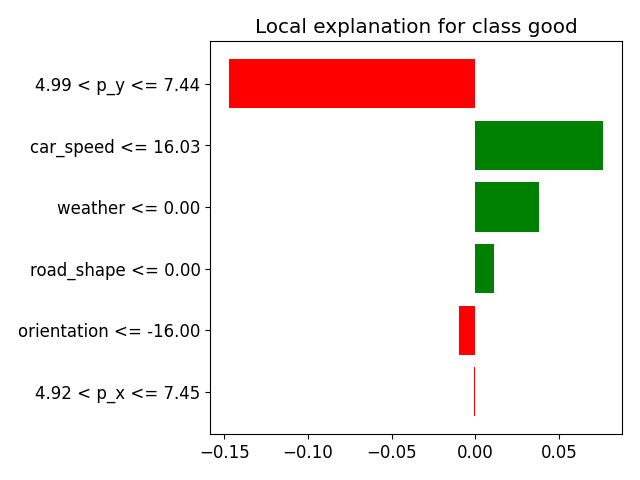 Local explanation for class good
4.99 < p_y <= 7.44
car_speed <= 16.03
weather <= 0.00
road_shape <= 0.00
orientation <= -16.00
4.92 < p_x <= 7.45
−0.15 −0.10 −0.05 0.00 0.05